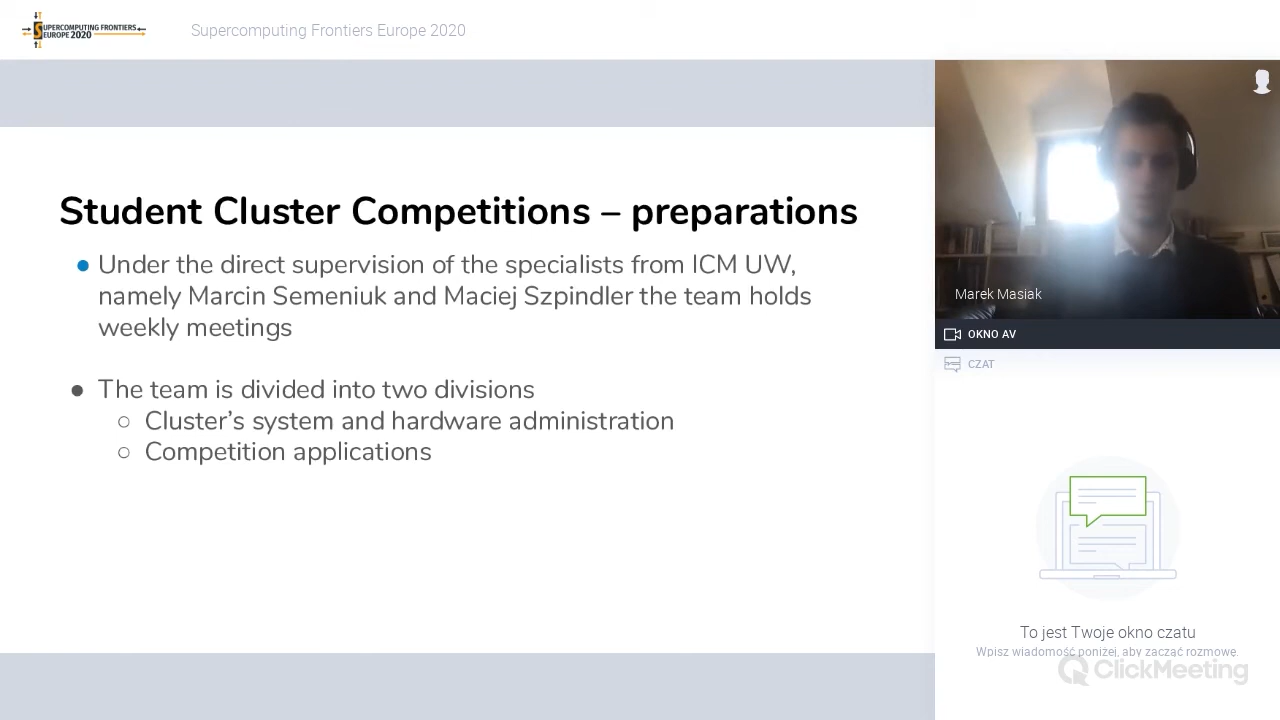 SUPERCOMPUTING FRONTIERS
EUROPE 2020
Supercomputing Frontiers Europe 2020
Student Cluster Competitions – preparations
● Under the direct supervision of the specialists from ICM UW,
namely Marcin Semeniuk and Maciej Szpindler the team holds
weekly meetings
● The team is divided into two divisions
○ Cluster’s system and hardware administration
○ Competition applications
Marek Masiak
OKNO AV
CZAT
To jest Twoje okno czatu
Wpisz wiadomość poniżej, aby zacząć rozmowę.
ClickMeeting